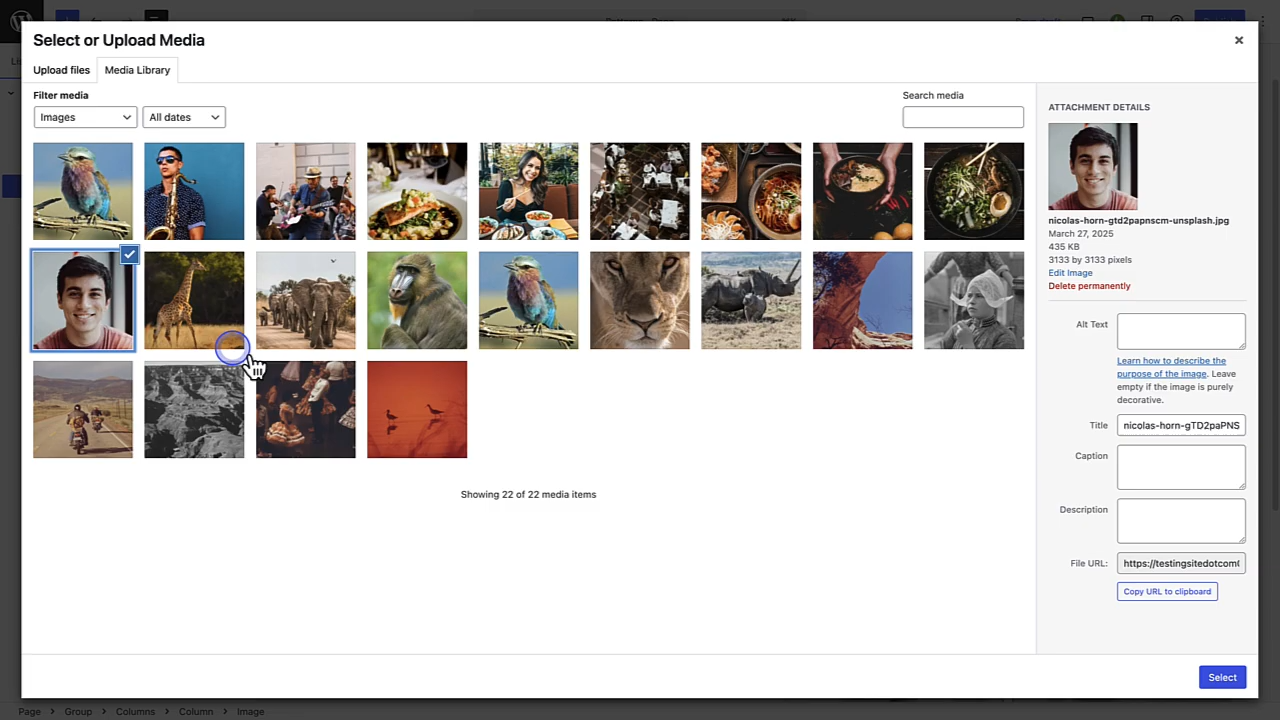 Select or Upload Media
Upload files
Media Library
Filter media
Search media
Images
All dates
ATTACHMENT DETAILS
nicolas-horn-gtd2papnscm-unsplash.jpg
March 27, 2025
435 KB
3133 by 3133 pixels
Edit Image
Delete permanently
Alt Text
Learn how to describe the
purpose of the image. Leave
empty if the image is purely
decorative.
Title
nicolas-horn-gTD2paPNS
Caption
Description
File URL:
https://testingsitedotcom
Copy URL to clipboard
Showing 22 of 22 media items
Select
Page
Group
Columns
Column
Image